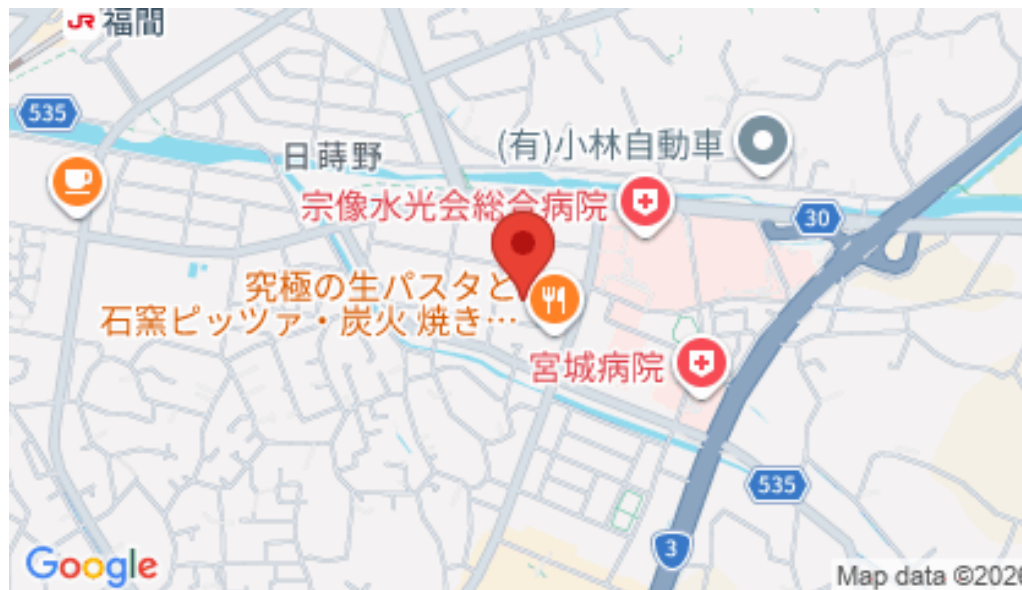 JR 福間
535
日蒔野
(有)小林自動車
宗像水光会総合病院
30
究極の生パスタと
石窯ピッツァ・炭火 焼き…
宮城病院
535
3
Google
Map data ©2026